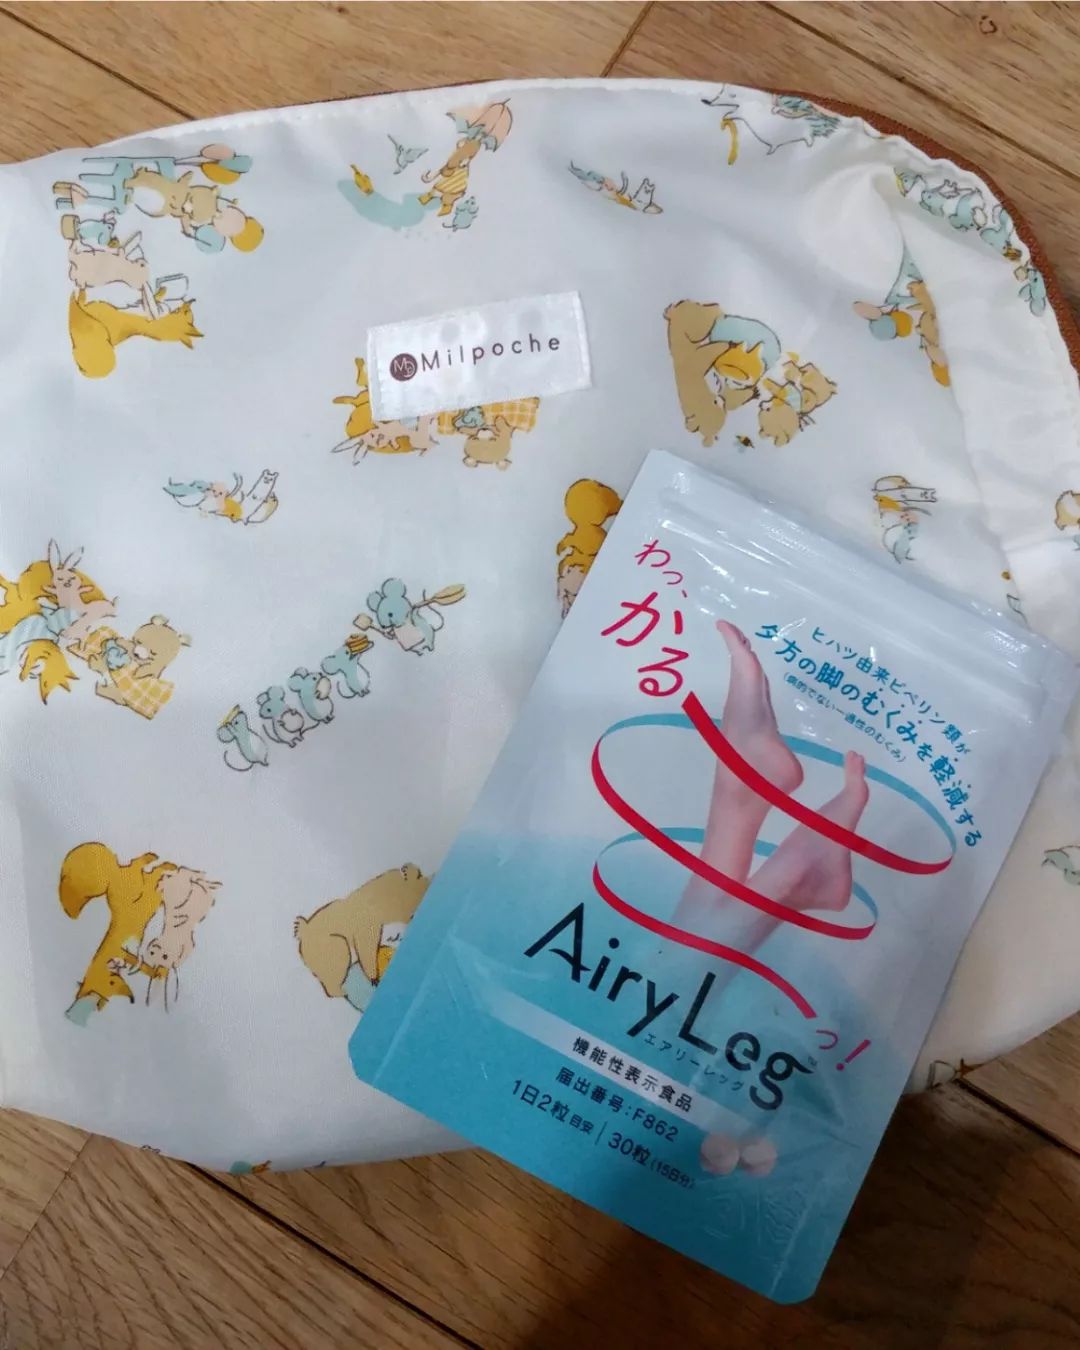 Milpoche
わっ、
かる
っ!
ヒハツ由来ピペリン類が
夕方の脚のむくみを軽減する
(病的でない一過性のむくみ)
AiryLeg™
エアリーレッグ
機能性表示食品
届出番号:F862
1日2粒目安|30粒(15日分)